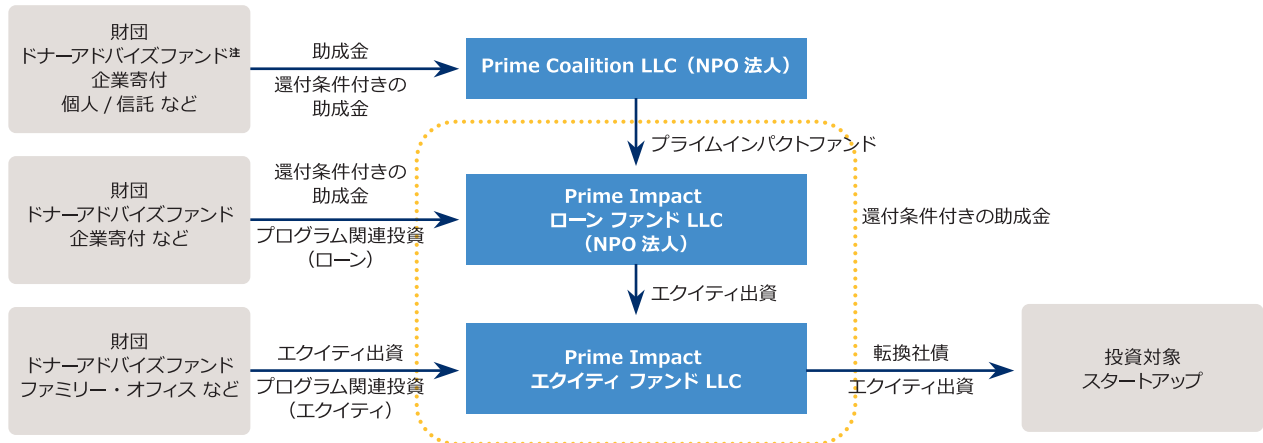 財団
ドナーアドバイズファンド注
企業寄付
個人 / 信託 など
助成金
還付条件付きの
助成金
Prime Coalition LLC（NPO 法人）
プライムインパクトファンド
財団
ドナーアドバイズファンド
企業寄付 など
還付条件付きの
助成金
プログラム関連投資
（ローン）
Prime Impact
ローン ファンド LLC
（NPO 法人）
還付条件付きの助成金
エクイティ出資
財団
ドナーアドバイズファンド
ファミリー・オフィス など
エクイティ出資
プログラム関連投資
（エクイティ）
Prime Impact
エクイティ ファンド LLC
転換社債
エクイティ出資
投資対象
スタートアップ